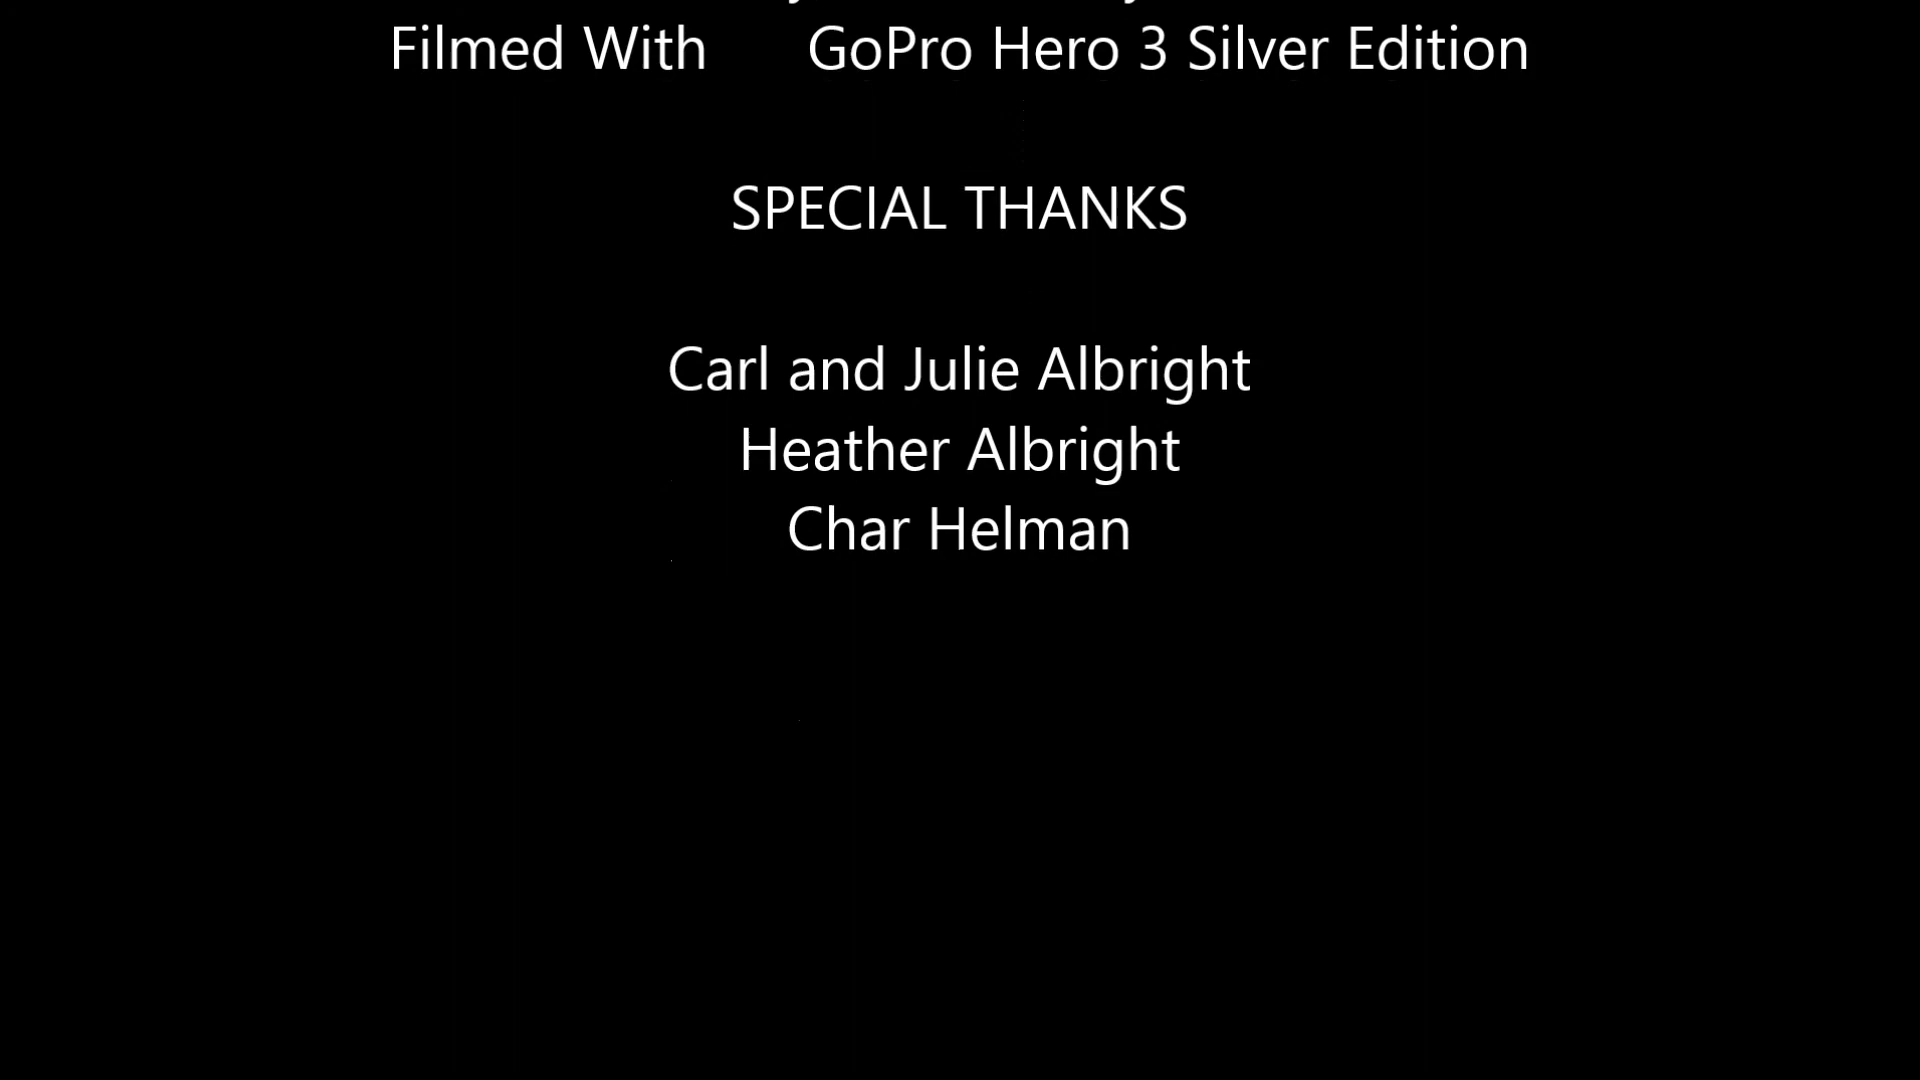 Filmed With GoPro Hero 3 Silver Edition
SPECIAL THANKS
Carl and Julie Albright
Heather Albright
Char Helman